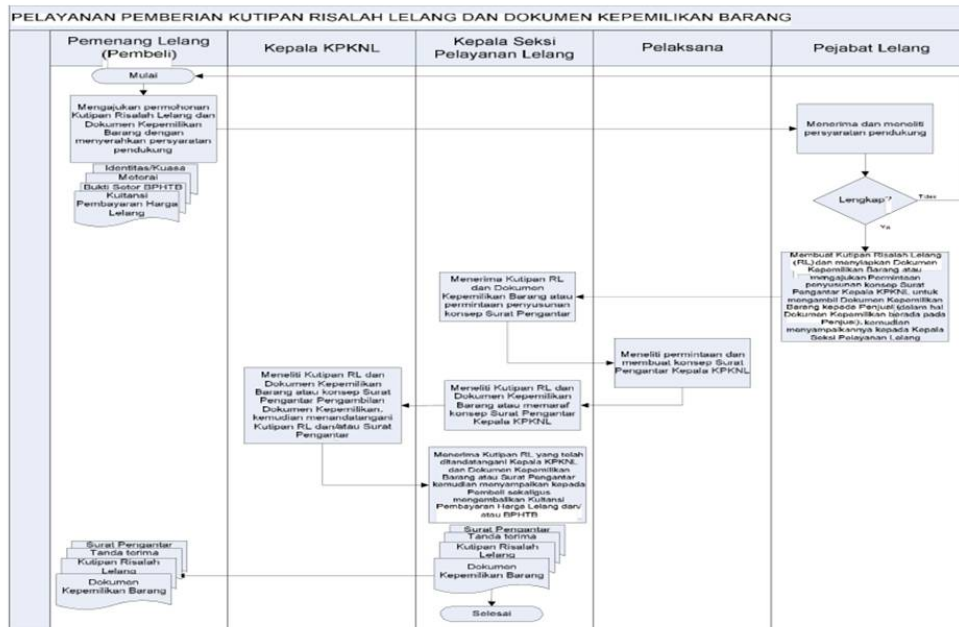 PELAYANAN PEMBERIAN KUTIPAN RISALAH LELANG DAN DOKUMEN KEPEMILIKAN BARANG
Pemenang Lelang
(Pembeli)
Kepala KPKNL
Kepala Seksi
Pelayanan Lelang
Pelaksana
Pejabat Lelang
Mulai
Mengajukan permohonan
Kutipan Risalah Lelang dan
Dokumen Kepemilikan
Barang dengan
menyerahkan persyaratan
pendukung
Identitas/Kuasa
Materai
Bukti Setor BPHTB
Kuitansi
Pembayaran Harga
Lelang
Menerima dan meneliti
persyaratan pendukung
Lengkap?
Tidak
Ya
Membuat Kutipan Risalah Lelang
(RL) dan menyiapkan Dokumen
Kepemilikan Barang atau
mengajukan Permintaan
penyusunan konsep Surat
Pengantar Kepala KPKNL, untuk
mengambil Dokumen Kepemilikan
Barang kepada Penjual (dalam hal
Dokumen Kepemilikan berada pada
Penjual), kemudian
menyampaikannya kepada Kepala
Seksi Pelayanan Lelang
Menerima Kutipan RL
dan Dokumen
Kepemilikan Barang atau
permintaan penyusunan
konsep Surat Pengantar
Meneliti permintaan dan
membuat konsep Surat
Pengantar Kepala KPKNL
Meneliti Kutipan RL dan
Dokumen Kepemilikan
Barang atau memaraf
konsep Surat Pengantar
Kepala KPKNL
Meneliti Kutipan RL dan
Dokumen Kepemilikan
Barang atau konsep Surat
Pengantar Pengambilan
Dokumen Kepemilikan,
kemudian menandatangani
Kutipan RL dan/atau Surat
Pengantar
Menerima Kutipan RL yang telah
ditandatangani Kepala KPKNL
dan Dokumen Kepemilikan
Barang atau Surat Pengantar
kemudian menyampaikan kepada
Pembeli sekaligus
mengembalikan Kuitansi
Pembayaran Harga Lelang dan/
atau BPHTB
Surat Pengantar
Tanda terima
Kutipan Risalah
Lelang
Dokumen
Kepemilikan Barang
Surat Pengantar
Tanda terima
Kutipan Risalah
Lelang
Dokumen
Kepemilikan Barang
Selesai